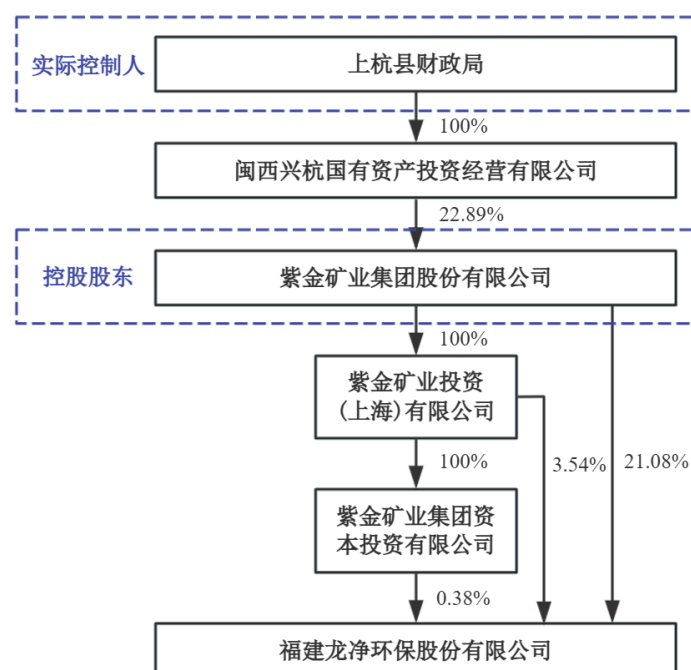 实际控制人
上杭县财政局
100%
闽西兴杭国有资产投资经营有限公司
22.89%
控股股东
紫金矿业集团股份有限公司
100%
紫金矿业投资
(上海)有限公司
100%
3.54%
21.08%
紫金矿业集团资
本投资有限公司
0.38%
福建龙净环保股份有限公司